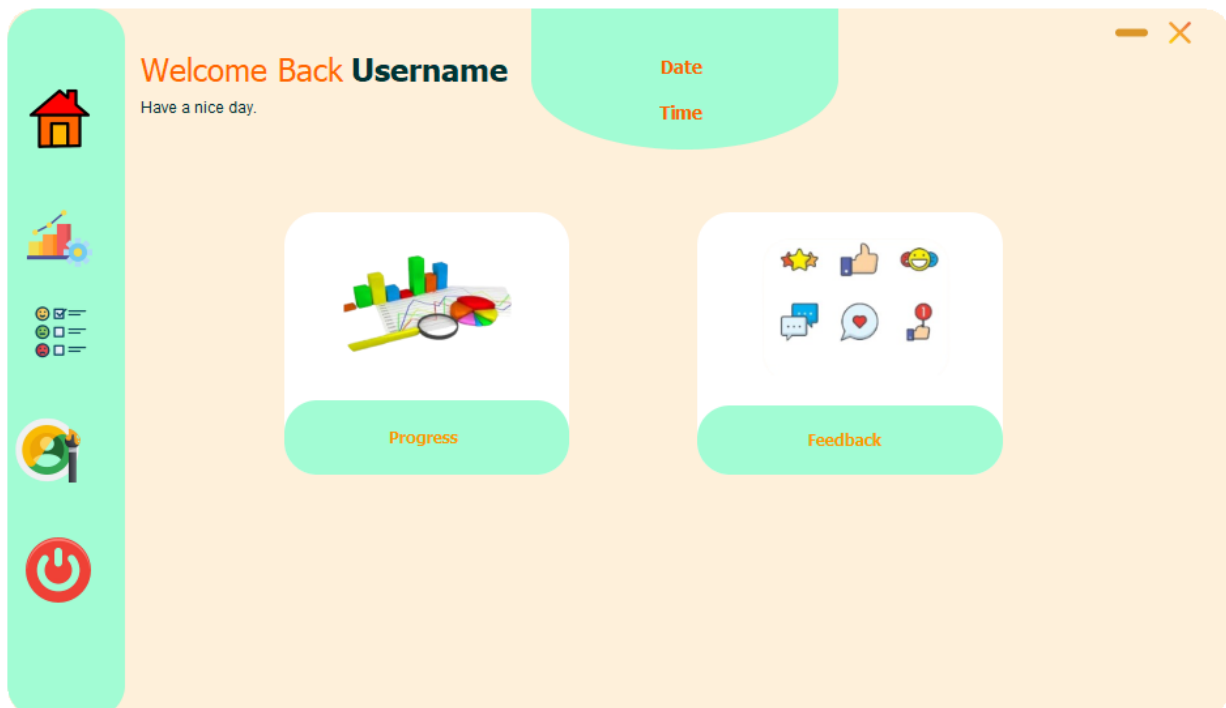 Welcome Back Username
Have a nice day.
Date
Time
Progress
Feedback